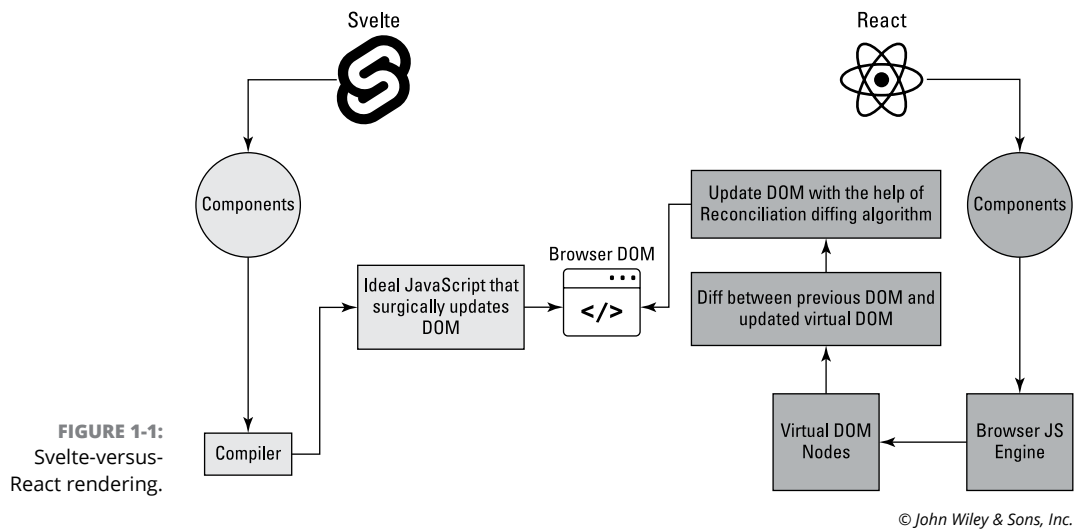 Svelte
React
Components
Update DOM with the help of
Reconciliation diffing algorithm
Components
Browser DOM
Ideal JavaScript that
surgically updates
DOM
</>
Diff between previous DOM and
updated virtual DOM
FIGURE 1-1:
Svelte-versus-
React rendering.
Compiler
Virtual DOM
Nodes
Browser JS
Engine
© John Wiley & Sons, Inc.